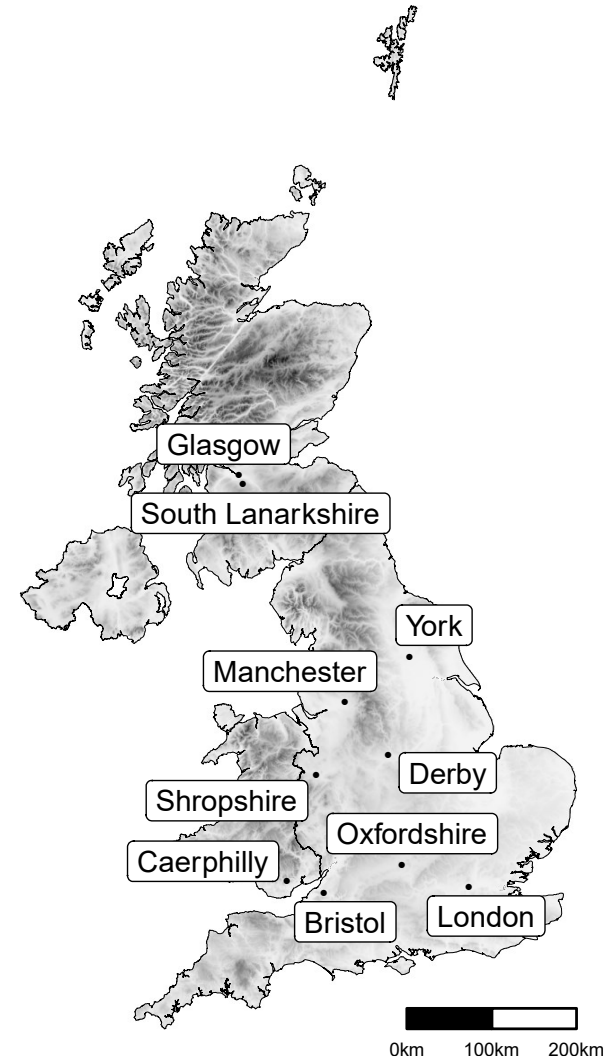 Glasgow
South Lanarkshire
York
Manchester
Derby
Shropshire
Oxfordshire
Caerphilly
Bristol
London
0km 100km 200km